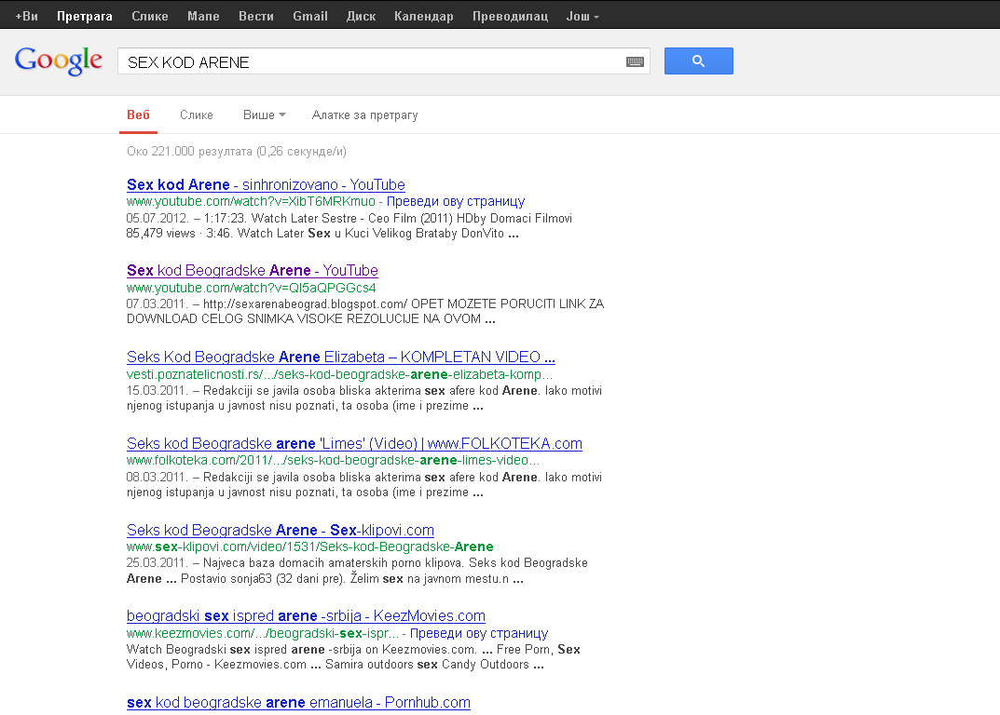 +Ви Претрага Слике Мапе Вести Gmail Диск Календар Преводилац Још
Google SEX KOD ARENE
Веб Слике Више Алатке за претрагу
Око 221.000 резултата (0,26 секунде/и)
Sex kod Arene - sinhronizovano - YouTube
www.youtube.com/watch?v=XibT6MRKmuo - Преведи ову страницу
05.07.2012. – 1:17:23. Watch Later Sestre - Ceo Film (2011) HDby Domaci Filmovi
85,479 views · 3:46. Watch Later Sex u Kuci Velikog Brataby DonVito ...
Sex kod Beogradske Arene - YouTube
www.youtube.com/watch?v=Ql5aQPGGcs4
07.03.2011. – http://sexarenabeograd.blogspot.com/ OPET MOZETE PORUCITI LINK ZA
DOWNLOAD CELOG SNIMKA VISOKE REZOLUCIJE NA OVOM ...
Seks Kod Beogradske Arene Elizabeta – KOMPLETAN VIDEO ...
vesti.poznatelicnosti.rs/.../seks-kod-beogradske-arene-elizabeta-komp...
15.03.2011. – Redakciji se javila osoba bliska akterima sex afere kod Arene. Iako motivi
njenog istupanja u javnost nisu poznati, ta osoba (ime i prezime ...
Seks kod Beogradske arene 'Limes' (Video) | www.FOLKOTEKA.com
www.folkoteka.com/2011/.../seks-kod-beogradske-arene-limes-video...
08.03.2011. – Redakciji se javila osoba bliska akterima sex afere kod Arene. Iako motivi
njenog istupanja u javnost nisu poznati, ta osoba (ime i prezime ...
Seks kod Beogradske Arene - Sex-klipovi.com
www.sex-klipovi.com/video/1531/Seks-kod-Beogradske-Arene
25.03.2011. – Najveca baza domacih amaterskih porno klipova. Seks kod Beogradske
Arene ... Postavio sonja63 (32 dani pre). Želim sex na javnom mestu.n ...
beogradski sex ispred arene -srbija - KeezMovies.com
www.keezmovies.com/.../beogradski-sex-ispr... - Преведи ову страницу
Watch Beogradski sex ispred arene -srbija on Keezmovies.com. ... Free Porn, Sex
Videos, Porno - Keezmovies.com ... Samira outdoors sex Candy Outdoors ...
sex kod beogradske arene emanuela - Pornhub.com